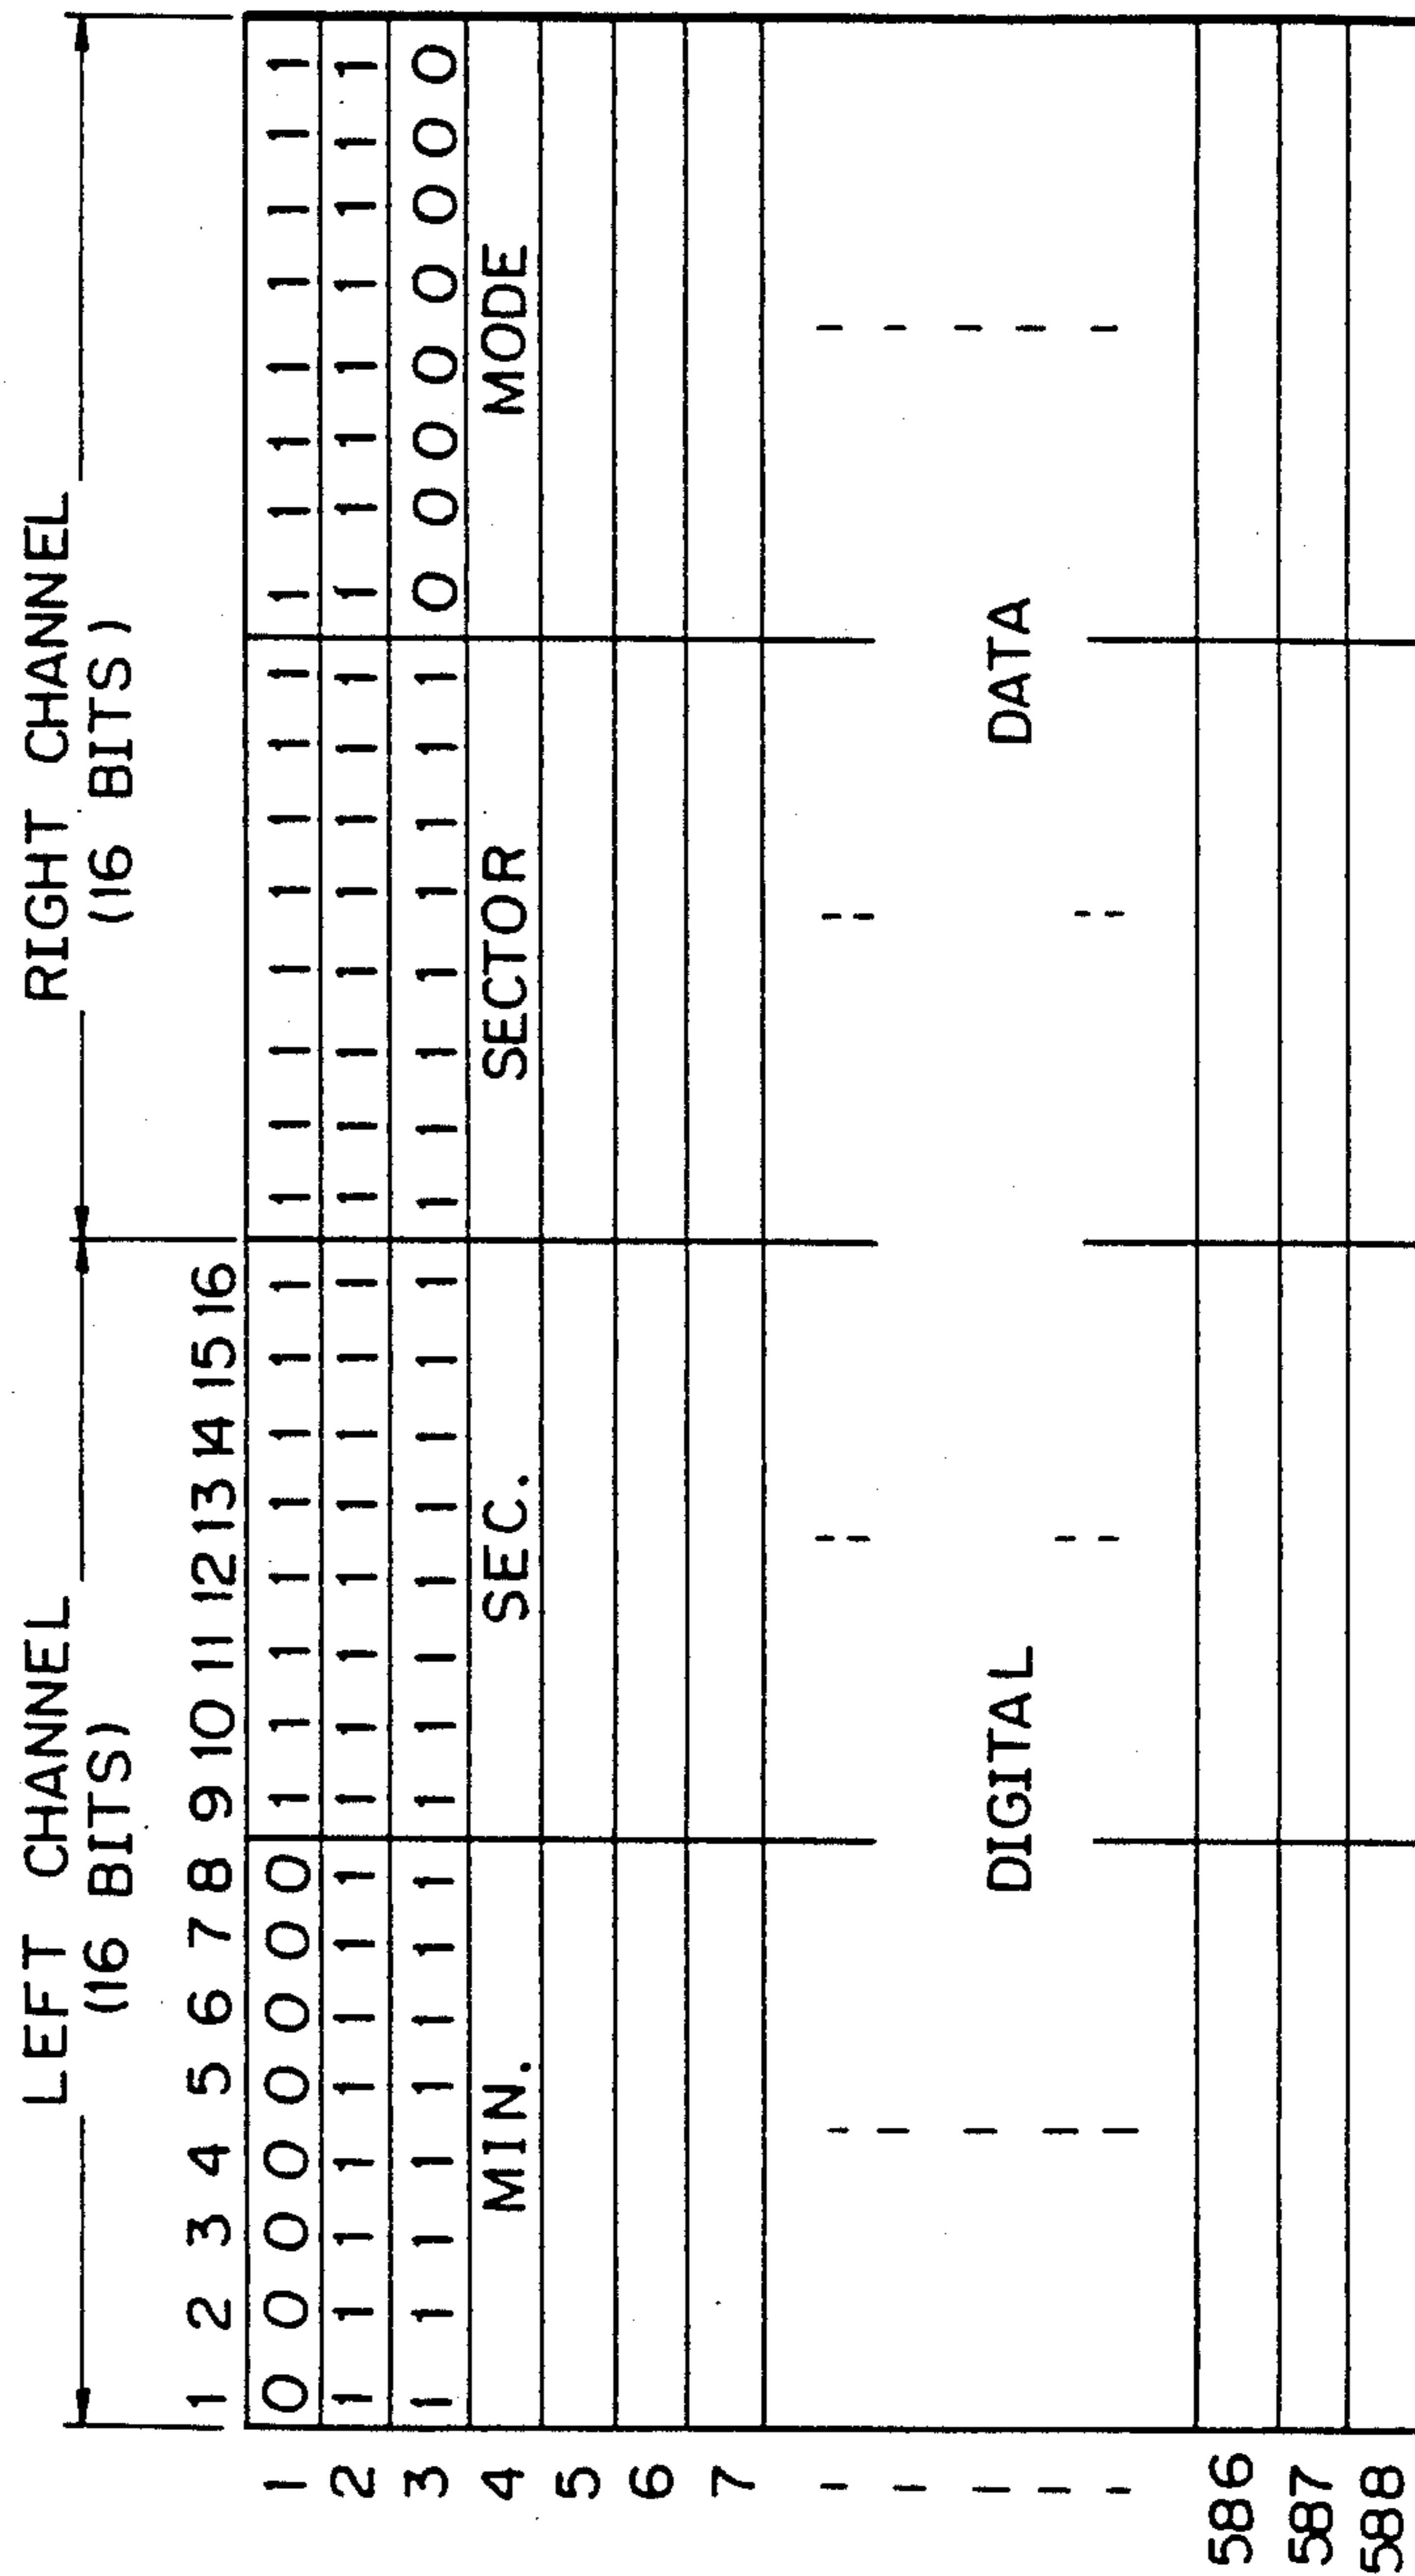 LEFT CHANNEL RIGHT CHANNEL
(16 BITS) (16 BITS)
1 2 3 4 5 6 7 8 9 10 11 12 13 14 15 16
1 0 0 0 0 0 0 0 0 1 1 1 1 1 1 1 1 1 1 1 1 1 1 1 1 1 1 1 1 1 1 1 1
2 1 1 1 1 1 1 1 1 1 1 1 1 1 1 1 1 1 1 1 1 1 1 1 1 1 1 1 1 1 1 1 1
3 1 1 1 1 1 1 1 1 1 1 1 1 1 1 1 1 1 1 1 1 1 1 1 1 0 0 0 0 0 0 0 0
4 MIN. SEC. SECTOR MODE
5
6
7
DIGITAL DATA
586
587
588